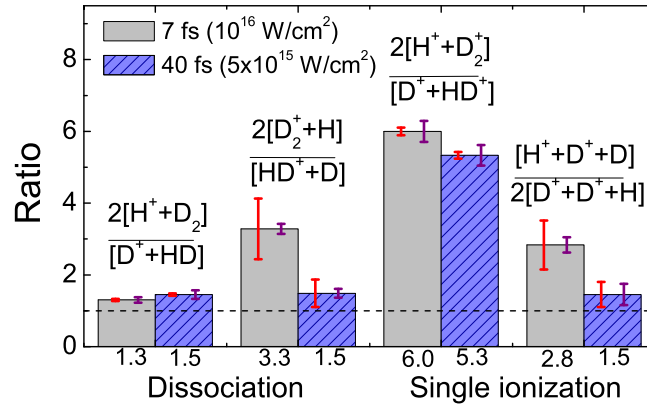 7 fs (10¹⁶ W/cm²)
40 fs (5x10¹⁵ W/cm²)
2[H⁺+D₂⁺]
[D⁺+HD⁺]
2[D₂⁺+H]
[HD⁺+D]
[H⁺+D⁺+D]
2[D⁺+D⁺+H]
2[H⁺+D₂]
[D⁺+HD]
Ratio
8
6
4
2
0
1.3 1.5 3.3 1.5 6.0 5.3 2.8 1.5
Dissociation Single ionization